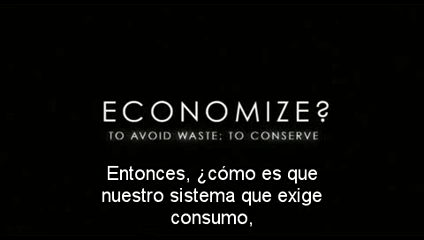 ECONOMIZE?
TO AVOID WASTE; TO CONSERVE
Entonces, ¿cómo es que
nuestro sistema que exige
consumo,